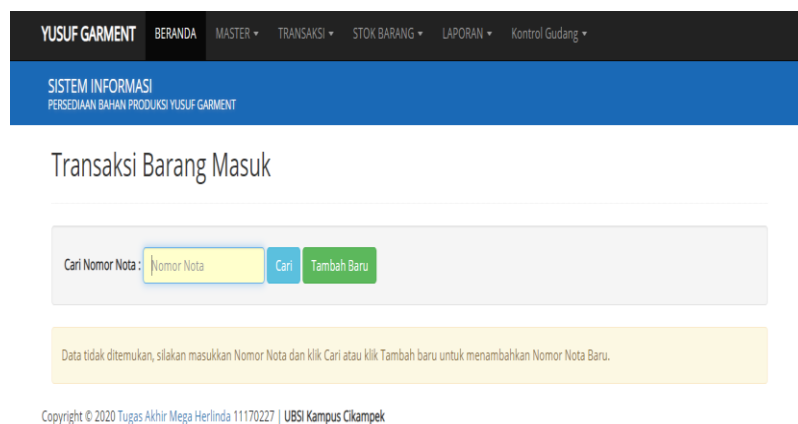 YUSUF GARMENT BERANDA MASTER TRANSAKSI STOK BARANG LAPORAN Kontrol Gudang
SISTEM INFORMASI
PERSEDIAAN BAHAN PRODUKSI YUSUF GARMENT
Transaksi Barang Masuk
Cari Nomor Nota : Nomor Nota Cari Tambah Baru
Data tidak ditemukan, silakan masukkan Nomor Nota dan klik Cari atau klik Tambah baru untuk menambahkan Nomor Nota Baru.
Copyright © 2020 Tugas Akhir Mega Herlinda 11170227 | UBSI Kampus Cikampek